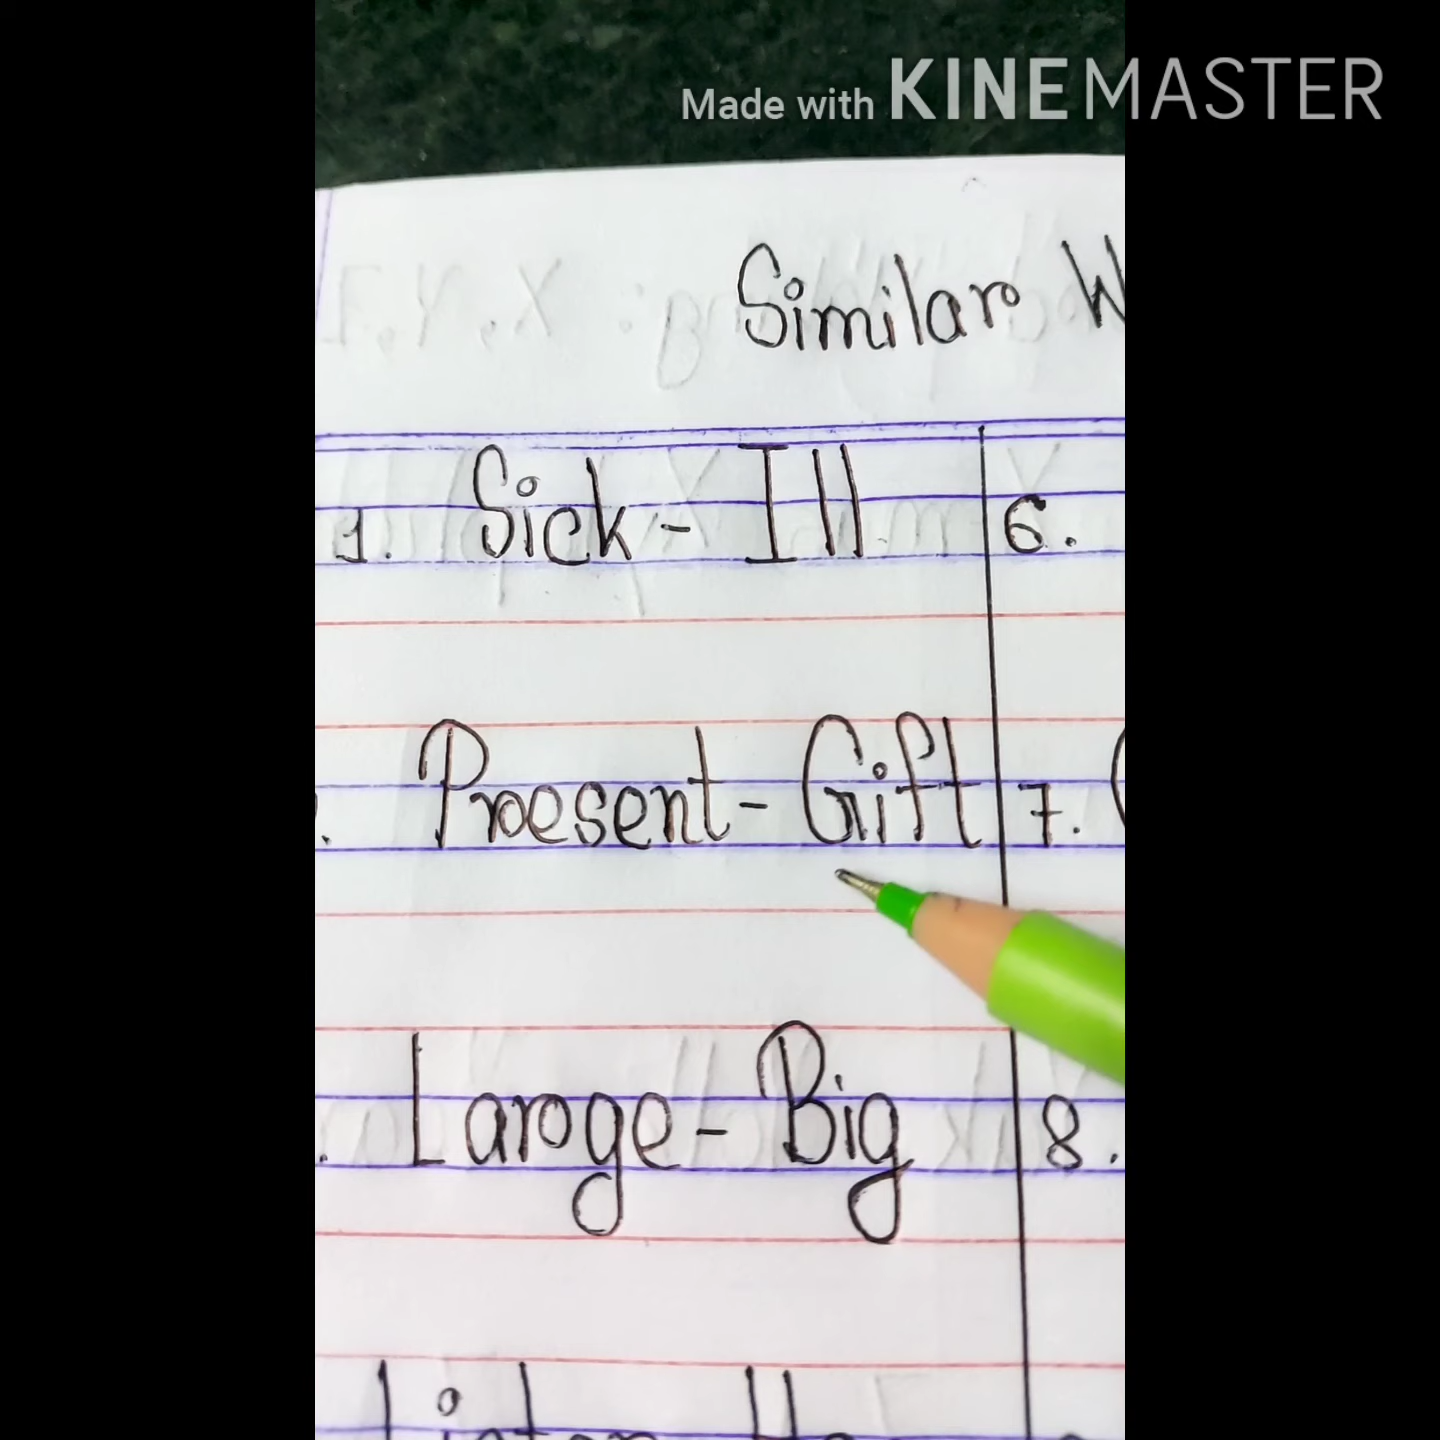 Made with KINEMASTER
Similar W
1. Sick - Ill
6.
. Present - Gift
7.
. Large - Big
8.